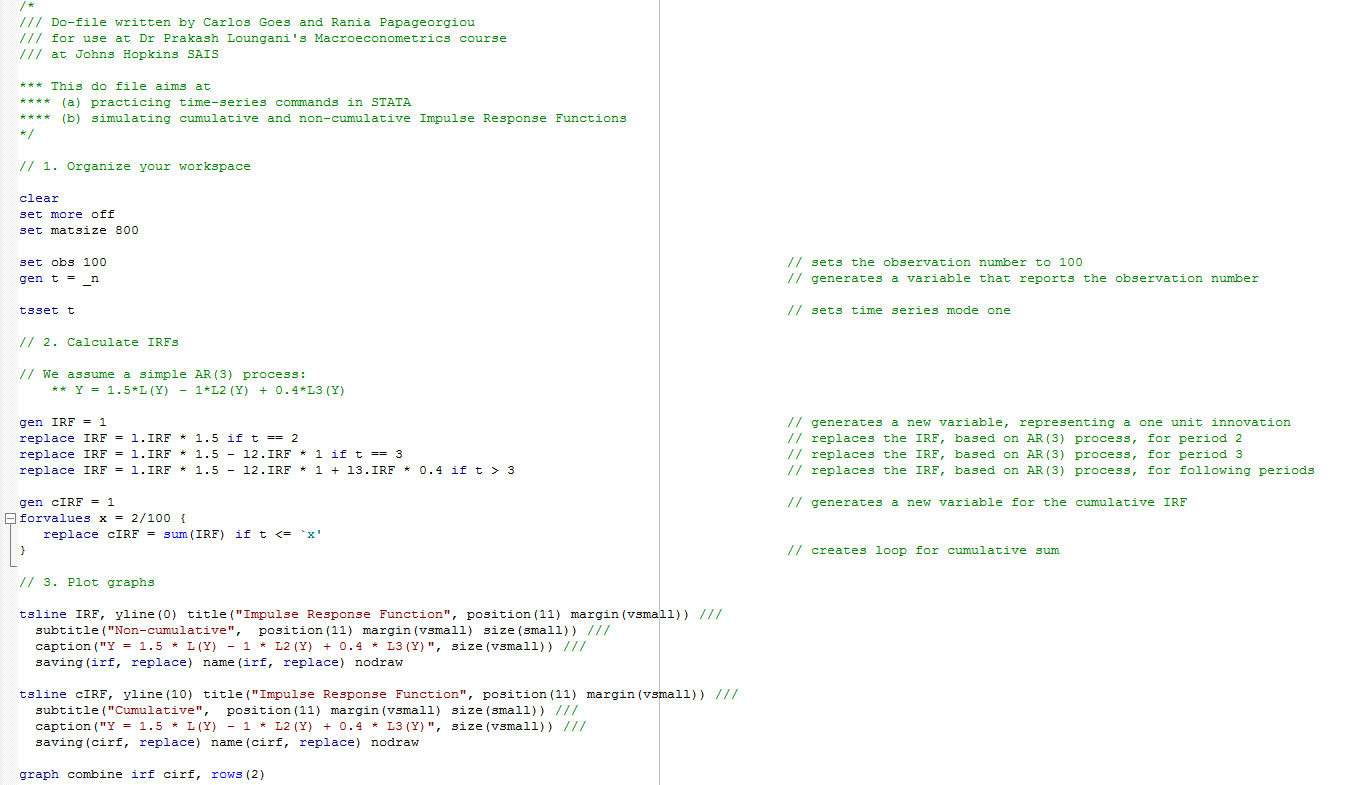 /*
/// Do-file written by Carlos Goes and Rania Papageorgiou
/// for use at Dr Prakash Loungani's Macroeconometrics course
/// at Johns Hopkins SAIS
*** This do file aims at
**** (a) practicing time-series commands in STATA
**** (b) simulating cumulative and non-cumulative Impulse Response Functions
*/
// 1. Organize your workspace
clear
set more off
set matsize 800
set obs 100 // sets the observation number to 100
gen t = _n // generates a variable that reports the observation number
tsset t // sets time series mode one
// 2. Calculate IRFs
// We assume a simple AR(3) process:
** Y = 1.5*L(Y) - 1*L2(Y) + 0.4*L3(Y)
gen IRF = 1 // generates a new variable, representing a one unit innovation
replace IRF = l.IRF * 1.5 if t == 2 // replaces the IRF, based on AR(3) process, for period 2
replace IRF = l.IRF * 1.5 - l2.IRF * 1 if t == 3 // replaces the IRF, based on AR(3) process, for period 3
replace IRF = l.IRF * 1.5 - l2.IRF * 1 + l3.IRF * 0.4 if t > 3 // replaces the IRF, based on AR(3) process, for following periods
gen cIRF = 1 // generates a new variable for the cumulative IRF
forvalues x = 2/100 {
replace cIRF = sum(IRF) if t <= `x'
} // creates loop for cumulative sum
// 3. Plot graphs
tsline IRF, yline(0) title("Impulse Response Function", position(11) margin(vsmall)) ///
subtitle("Non-cumulative",  position(11) margin(vsmall) size(small)) ///
caption("Y = 1.5 * L(Y) - 1 * L2(Y) + 0.4 * L3(Y)", size(vsmall)) ///
saving(irf, replace) name(irf, replace) nodraw
tsline cIRF, yline(10) title("Impulse Response Function", position(11) margin(vsmall)) ///
subtitle("Cumulative",  position(11) margin(vsmall) size(small)) ///
caption("Y = 1.5 * L(Y) - 1 * L2(Y) + 0.4 * L3(Y)", size(vsmall)) ///
saving(cirf, replace) name(cirf, replace) nodraw
graph combine irf cirf, rows(2)